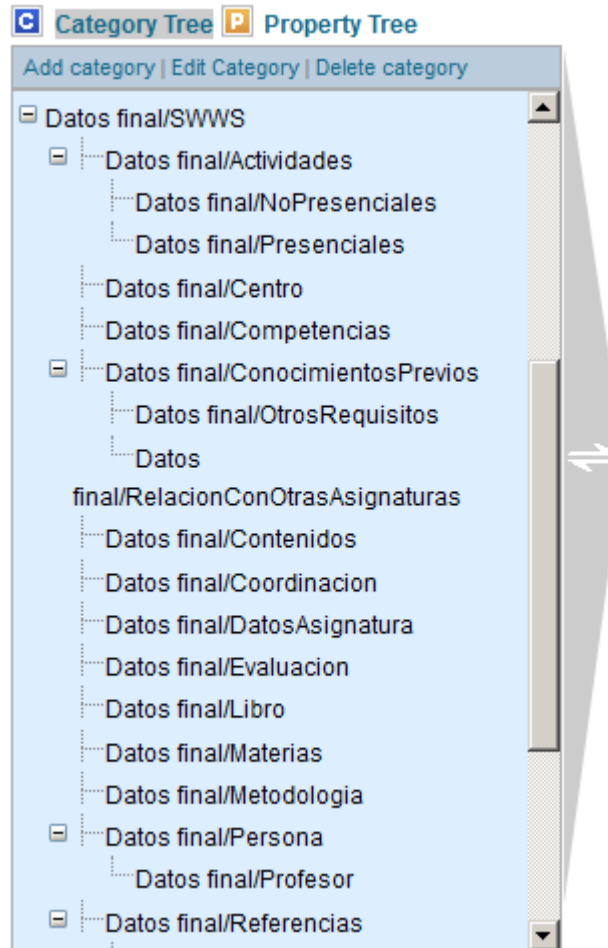 C Category Tree P Property Tree
Add category | Edit Category | Delete category
Datos final/SWWS
Datos final/Actividades
Datos final/NoPresenciales
Datos final/Presenciales
Datos final/Centro
Datos final/Competencias
Datos final/ConocimientosPrevios
Datos final/OtrosRequisitos
Datos
final/RelacionConOtrasAsignaturas
Datos final/Contenidos
Datos final/Coordinacion
Datos final/DatosAsignatura
Datos final/Evaluacion
Datos final/Libro
Datos final/Materias
Datos final/Metodologia
Datos final/Persona
Datos final/Profesor
Datos final/Referencias